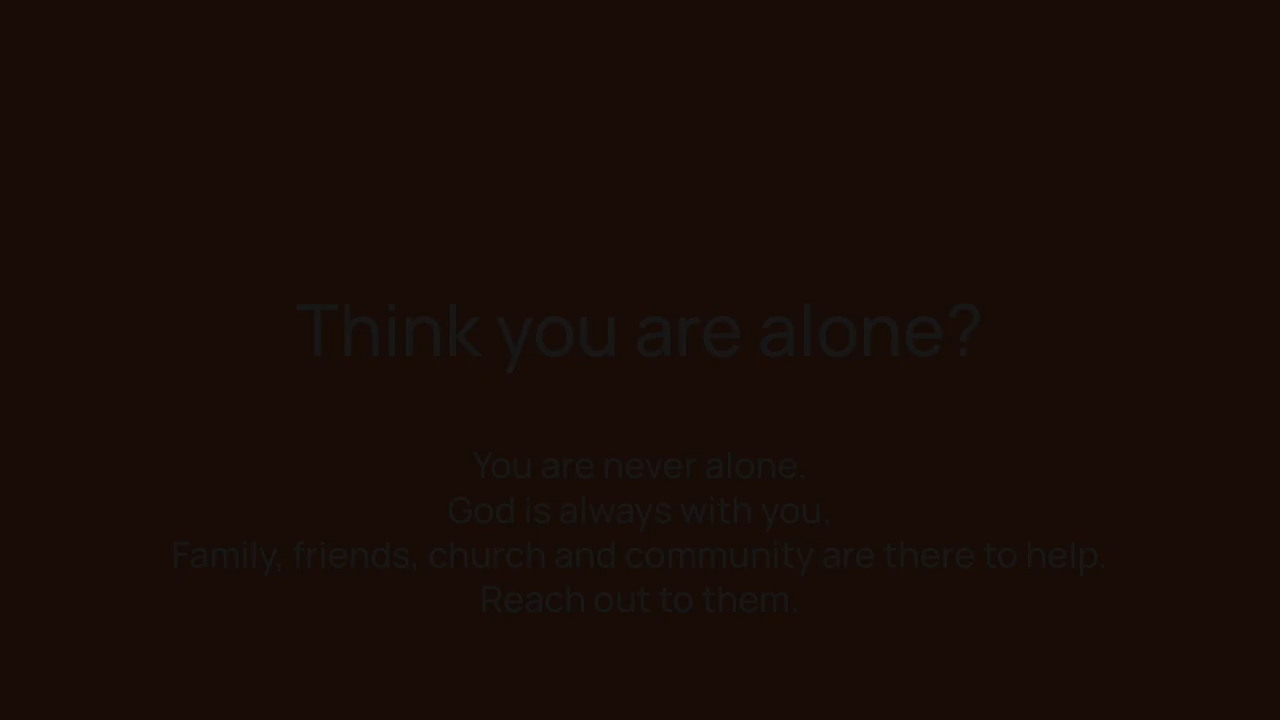 Think you are alone?
You are never alone.
God is always with you.
Family, friends, church and community are there to help.
Reach out to them.